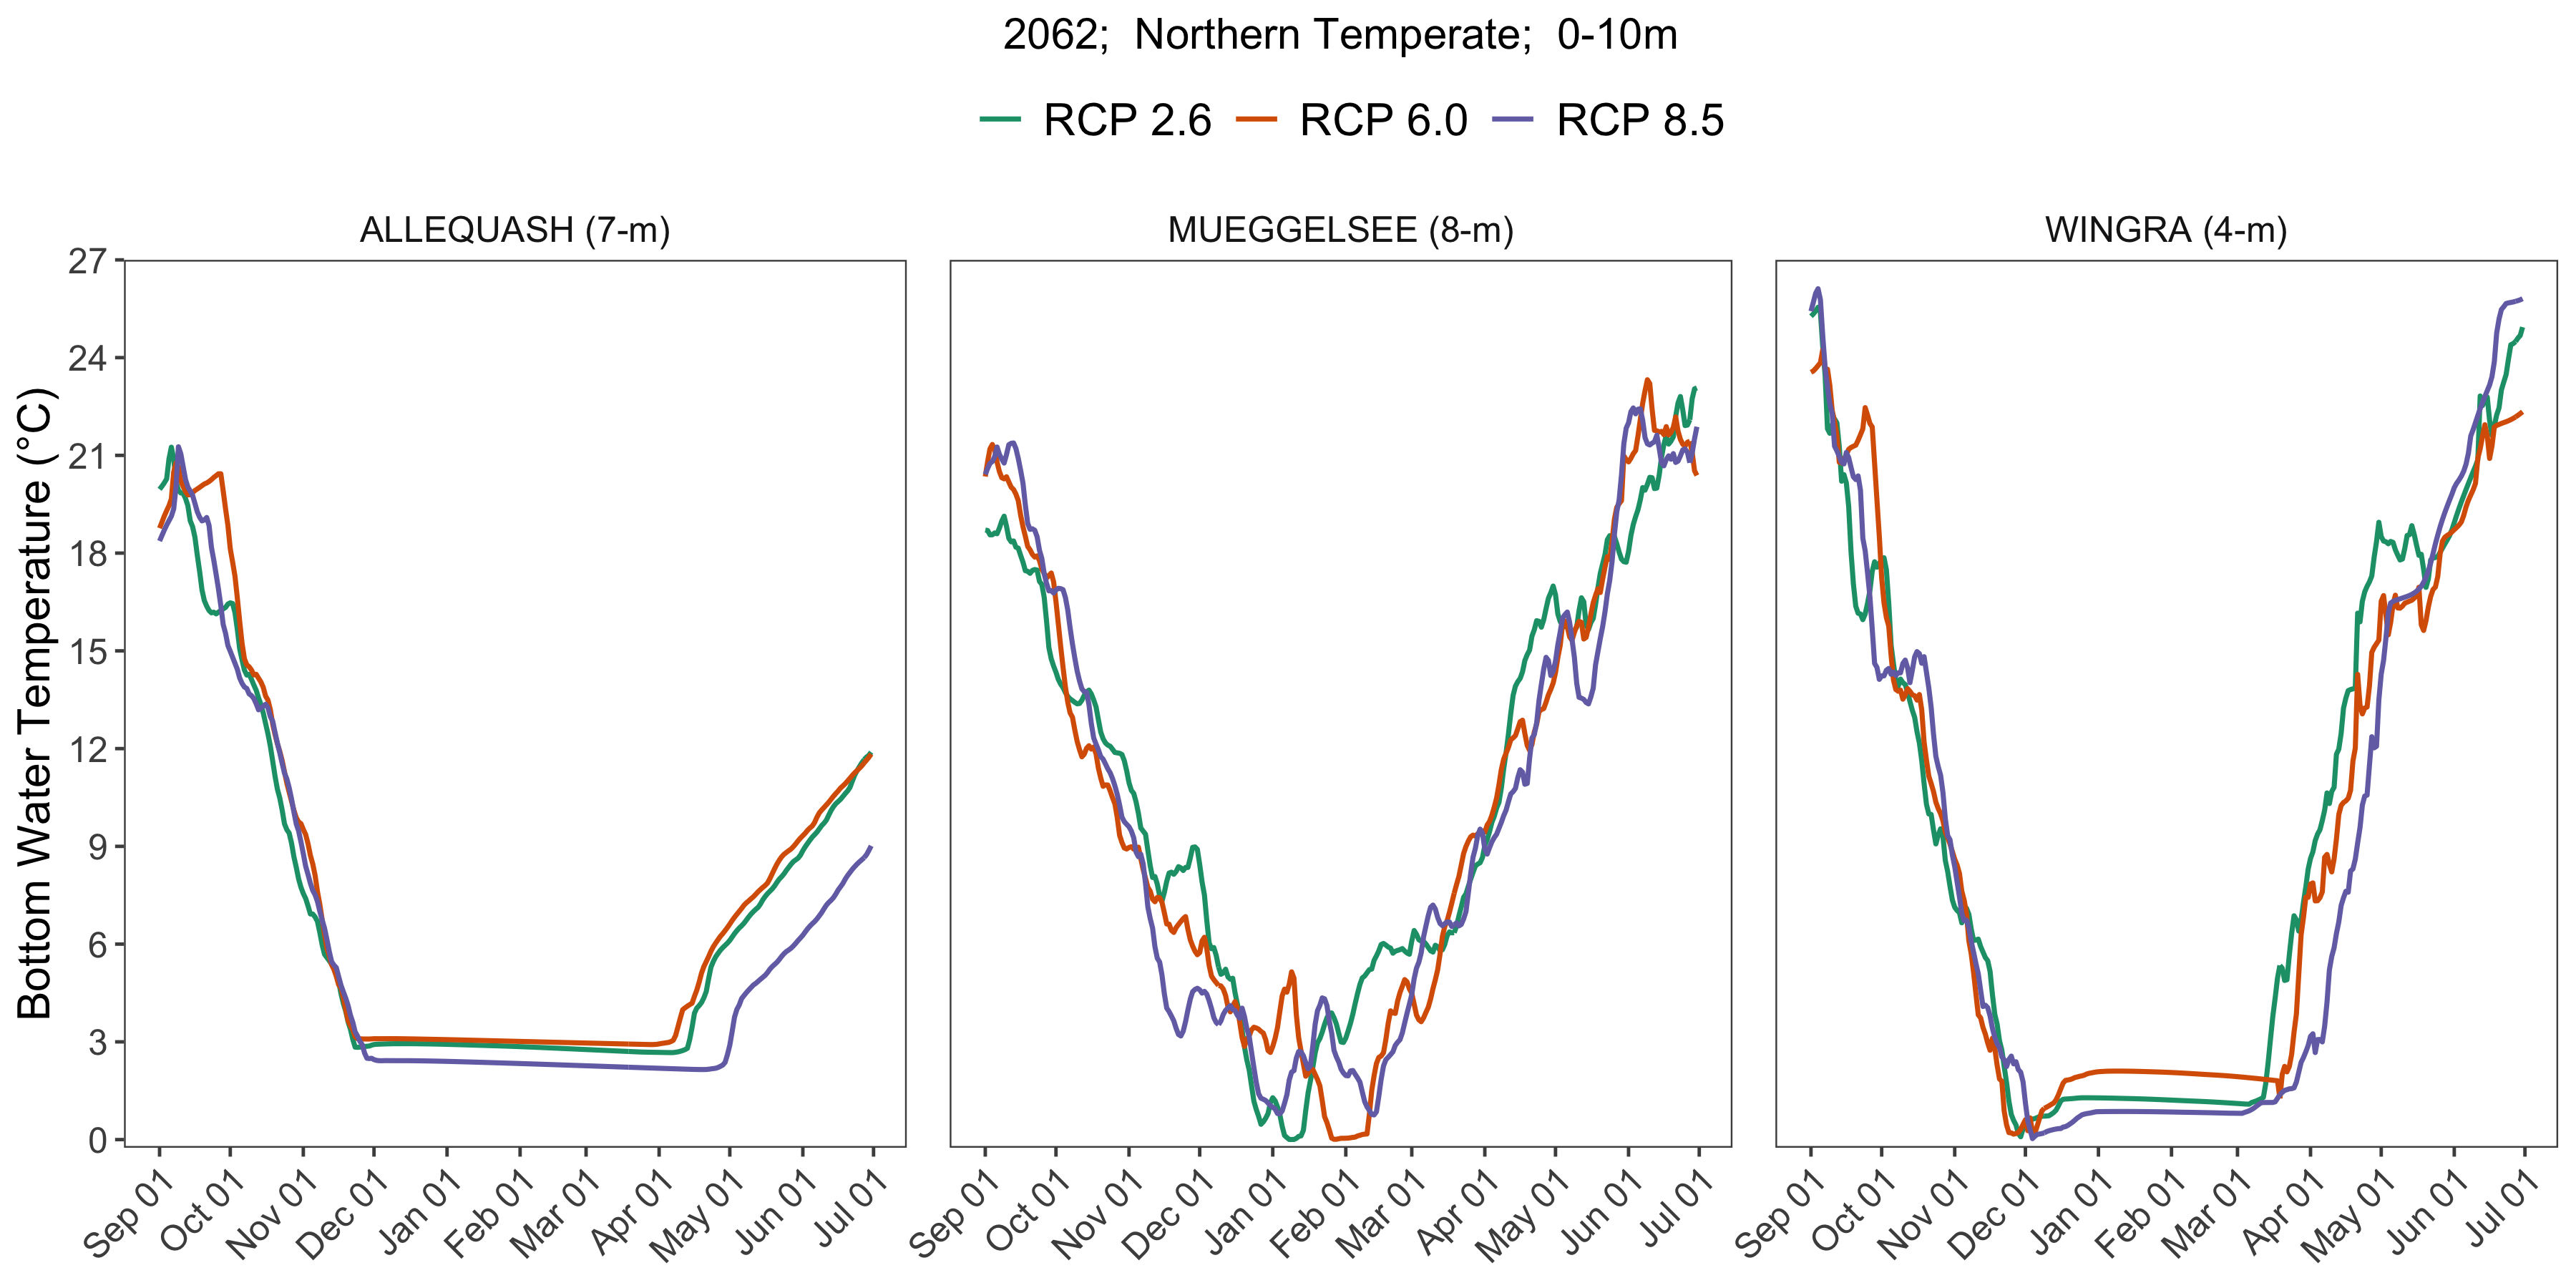 2062;  Northern Temperate;  0-10m
RCP 2.6 RCP 6.0 RCP 8.5
ALLEQUASH (7-m) MUEGGELSEE (8-m) WINGRA (4-m)
Bottom Water Temperature (°C)
27
24
21
18
15
12
9
6
3
0
Sep 01 Oct 01 Nov 01 Dec 01 Jan 01 Feb 01 Mar 01 Apr 01 May 01 Jun 01 Jul 01 Sep 01 Oct 01 Nov 01 Dec 01 Jan 01 Feb 01 Mar 01 Apr 01 May 01 Jun 01 Jul 01 Sep 01 Oct 01 Nov 01 Dec 01 Jan 01 Feb 01 Mar 01 Apr 01 May 01 Jun 01 Jul 01